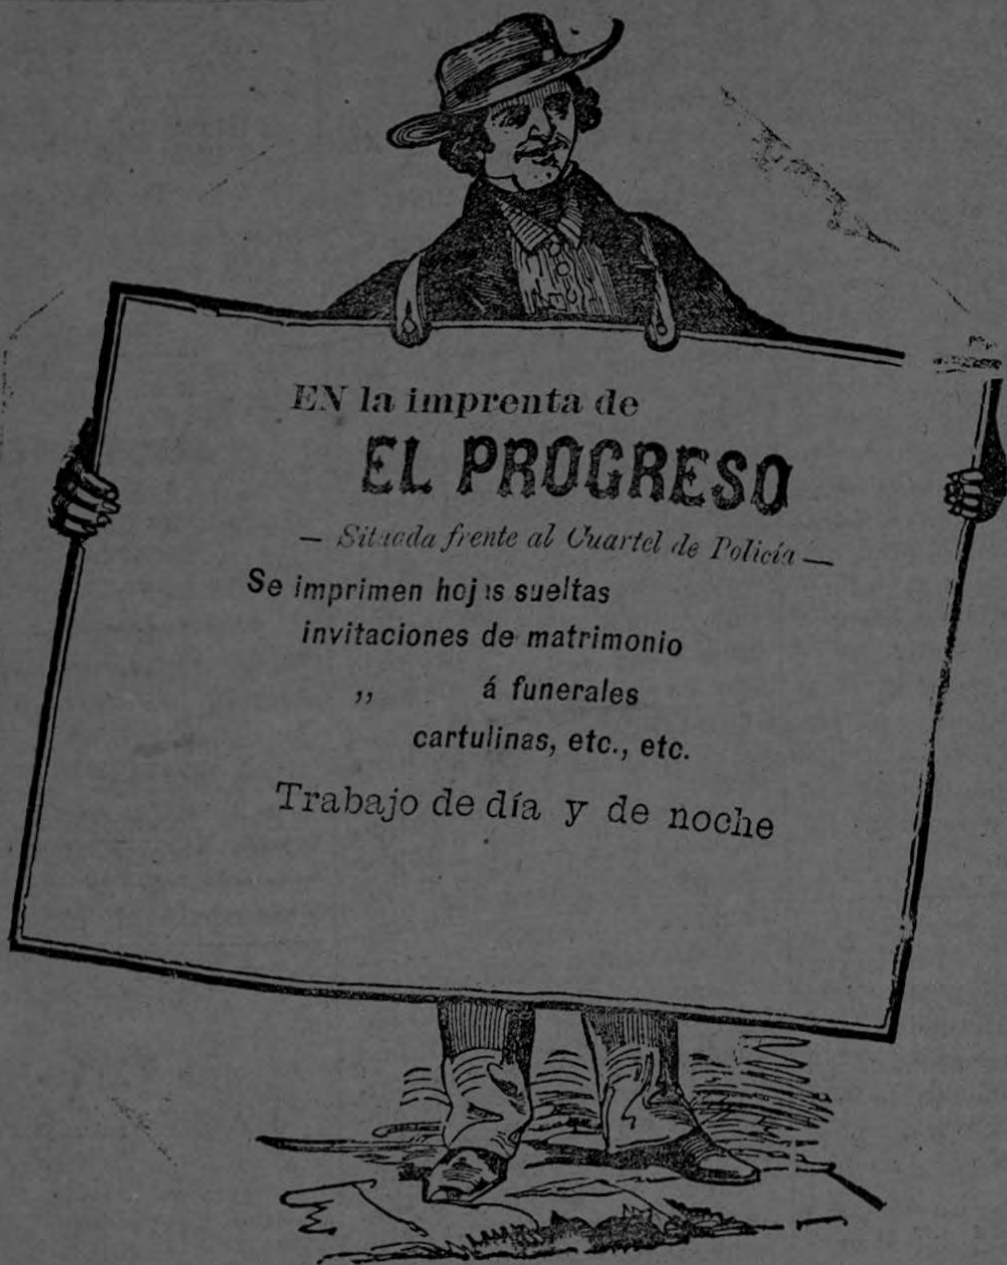 EN la imprenta de
EL PROGRESO
— Situada frente al Cuartel de Policía —
Se imprimen hojas sueltas
invitaciones de matrimonio
,, á funerales
cartulinas, etc., etc.
Trabajo de día y de noche